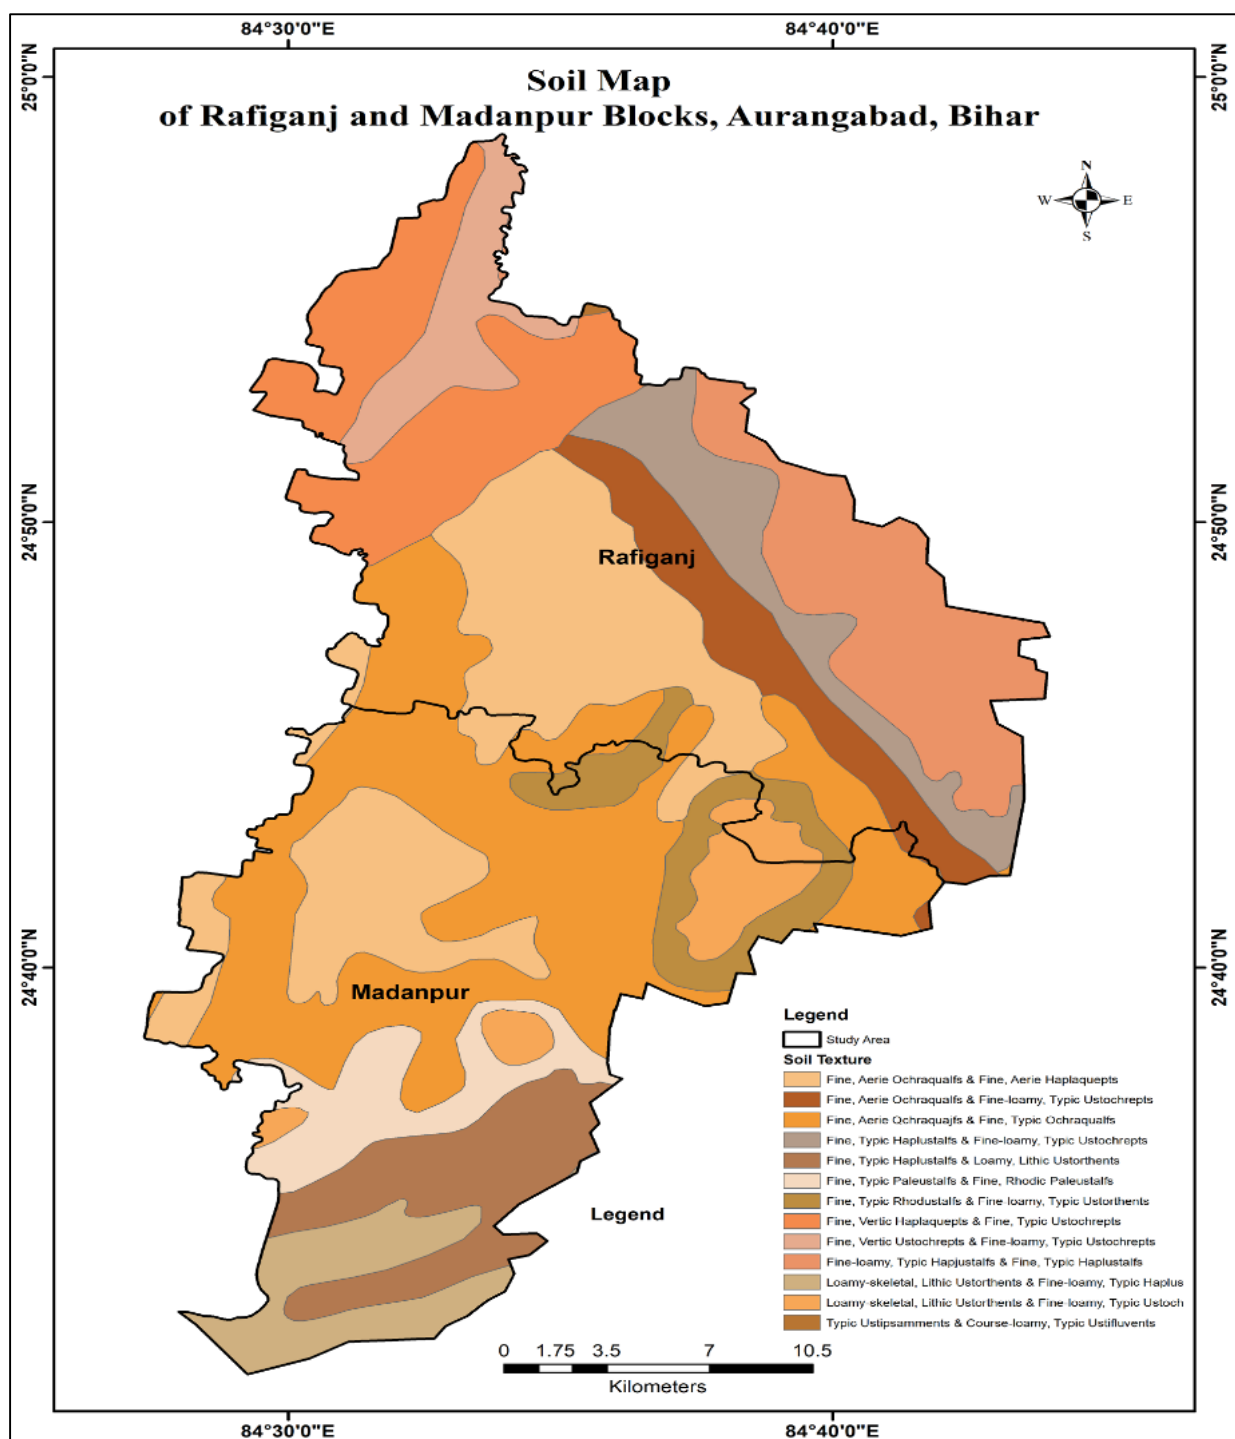 84°30'0"E
84°40'0"E
25°0'0"N
25°0'0"N
Soil Map
of Rafiganj and Madanpur Blocks, Aurangabad, Bihar
N
W
E
S
24°50'0"N
24°50'0"N
Rafiganj
24°40'0"N
24°40'0"N
Madanpur
Legend
Study Area
Soil Texture
Fine, Aerie Ochraqualfs & Fine, Aerie Haplaquepts
Fine, Aerie Ochraqualfs & Fine-loamy, Typic Ustochrepts
Fine, Aerie Qchraquajfs & Fine, Typic Ochraqualfs
Fine, Typic Haplustalfs & Fine-loamy, Typic Ustochrepts
Fine, Typic Haplustalfs & Loamy, Lithic Ustorthents
Fine, Typic Paleustalfs & Fine, Rhodic Paleustalfs
Fine, Typic Rhodustalfs & Fine-loamy, Typic Ustorthents
Fine, Vertic Haplaquepts & Fine, Typic Ustochrepts
Fine, Vertic Ustochrepts & Fine-loamy, Typic Ustochrepts
Fine-loamy, Typic Hapjustalfs & Fine, Typic Haplustalfs
Loamy-skeletal, Lithic Ustorthents & Fine-loamy, Typic Haplus
Loamy-skeletal, Lithic Ustorthents & Fine-loamy, Typic Ustoch
Typic Ustipsamments & Course-loamy, Typic Ustifluvents
Legend
0 1.75 3.5 7 10.5
Kilometers
84°30'0"E
84°40'0"E